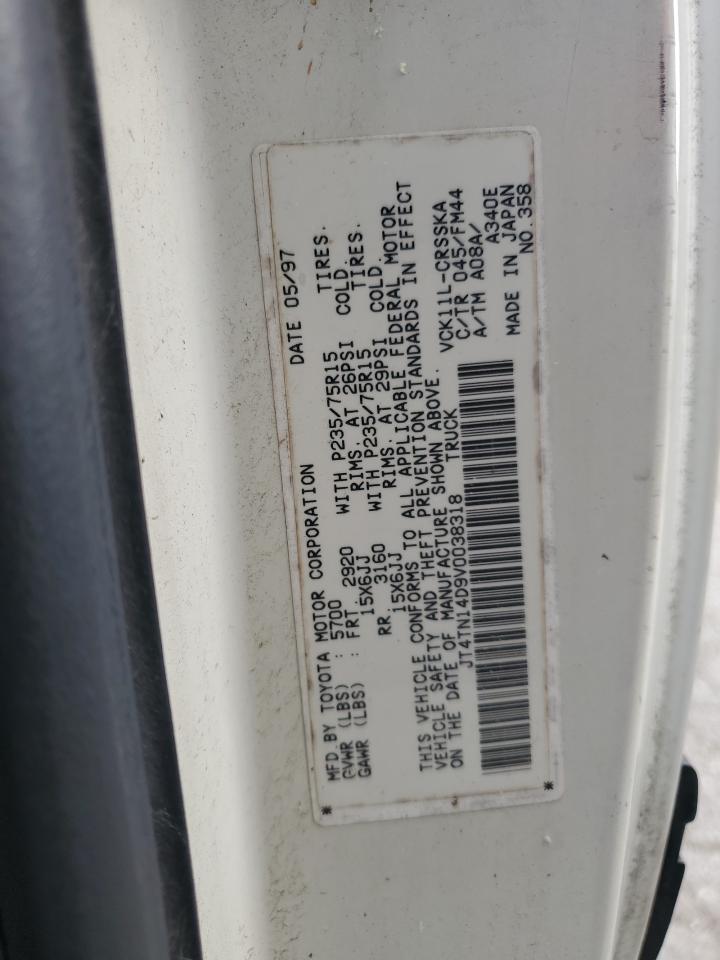 MFD.BY TOYOTA MOTOR CORPORATION DATE 05/97
GVWR (LBS) : 5700
GAWR (LBS) : FRT. 2920 WITH P235/75R15 TIRES.
15X6JJ RIMS. AT 26PSI COLD.
RR. 3160 WITH P235/75R15 TIRES.
15X6JJ RIMS. AT 29PSI COLD.
THIS VEHICLE CONFORMS TO ALL APPLICABLE FEDERAL MOTOR
VEHICLE SAFETY AND THEFT PREVENTION STANDARDS IN EFFECT
ON THE DATE OF MANUFACTURE SHOWN ABOVE.
JT4TN14D9V0038318 TRUCK
VCK11L-CRSSKA
C/TR 045/FM44
A/TM A08A/
A340E
MADE IN JAPAN
NO.358